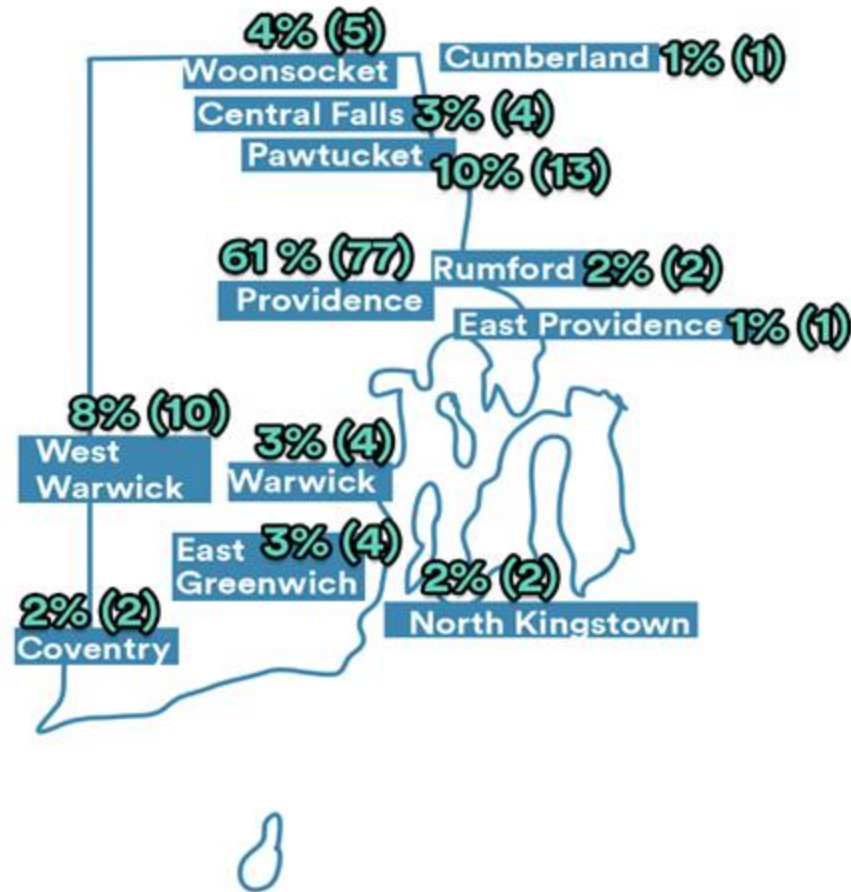 4% (5)
Woonsocket
Cumberland 1% (1)
Central Falls 3% (4)
Pawtucket
10% (13)
61 % (77)
Providence
Rumford 2% (2)
East Providence 1% (1)
8% (10)
West
Warwick
3% (4)
Warwick
East 3% (4)
Greenwich
2% (2)
North Kingstown
2% (2)
Coventry